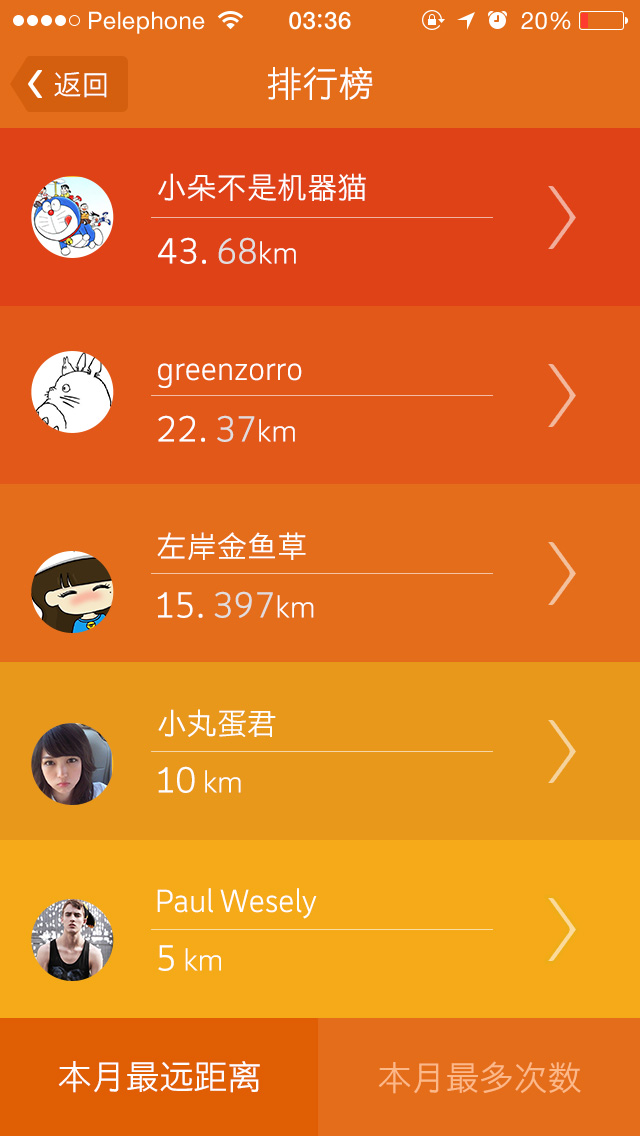 Pelephone 03:36 20%
返回 排行榜
小朵不是机器猫
43. 68km
greenzorro
22. 37km
左岸金鱼草
15. 397km
小丸蛋君
10 km
Paul Wesely
5 km
本月最远距离 本月最多次数